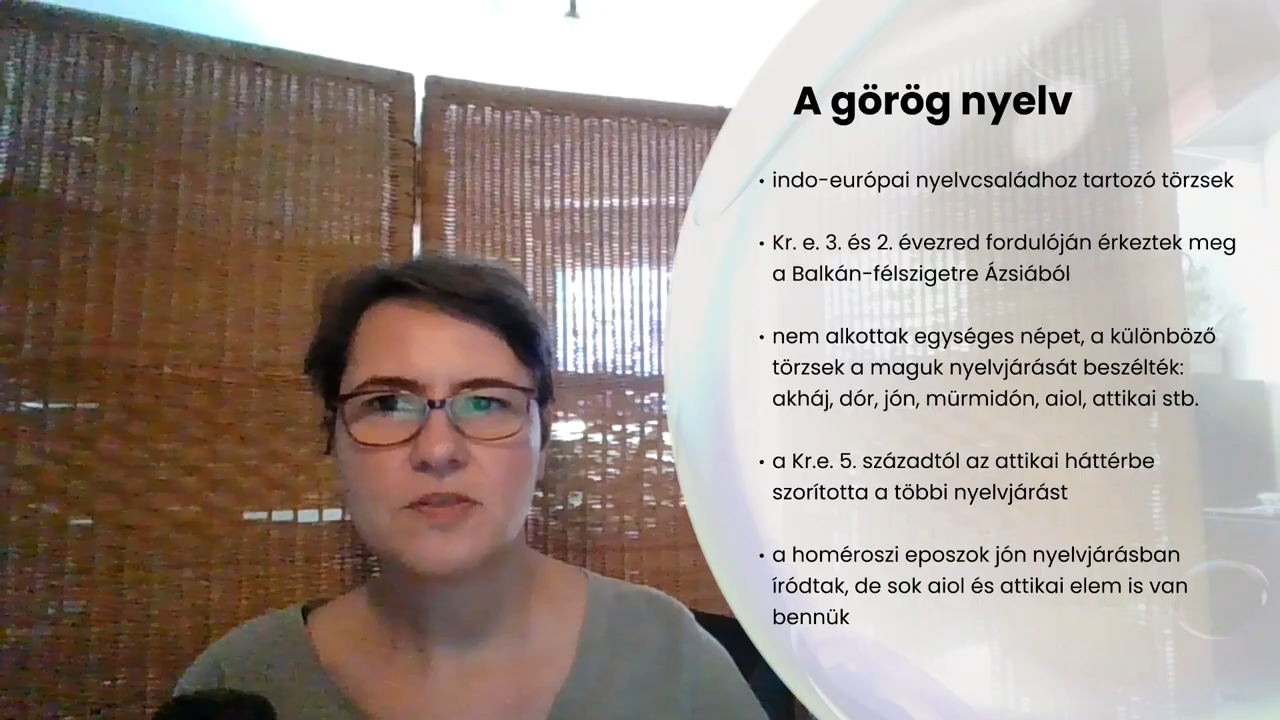 A görög nyelv
• indo-európai nyelvcsaládhoz tartozó törzsek
• Kr. e. 3. és 2. évezred fordulóján érkeztek meg
a Balkán-félszigetre Ázsiából
• nem alkottak egységes népet, a különböző
törzsek a maguk nyelvjárását beszélték:
akháj, dór, jón, mürmidón, aiol, attikai stb.
• a Kr.e. 5. századtól az attikai háttérbe
szorította a többi nyelvjárást
• a homéroszi eposzok jón nyelvjárásban
íródtak, de sok aiol és attikai elem is van
bennük